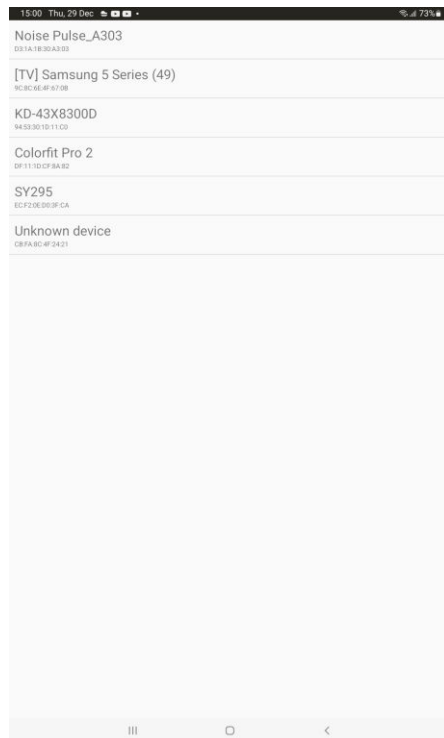 15:00 Thu, 29 Dec 73%
Noise Pulse_A303
D3:1A:1B:30:A3:03
[TV] Samsung 5 Series (49)
9C:8C:6E:4F:67:0B
KD-43X8300D
94:53:30:1D:11:C0
Colorfit Pro 2
DF:11:1D:CF:8A:82
SY295
EC:F2:0E:D0:3F:CA
Unknown device
CB:FA:8C:4F:24:21